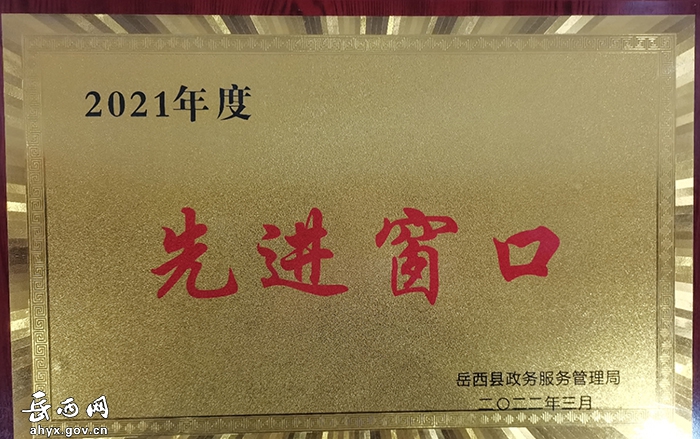 2021年度
先进窗口
岳西县政务服务管理局
二〇二二年三月
岳西网
ahyx.gov.cn